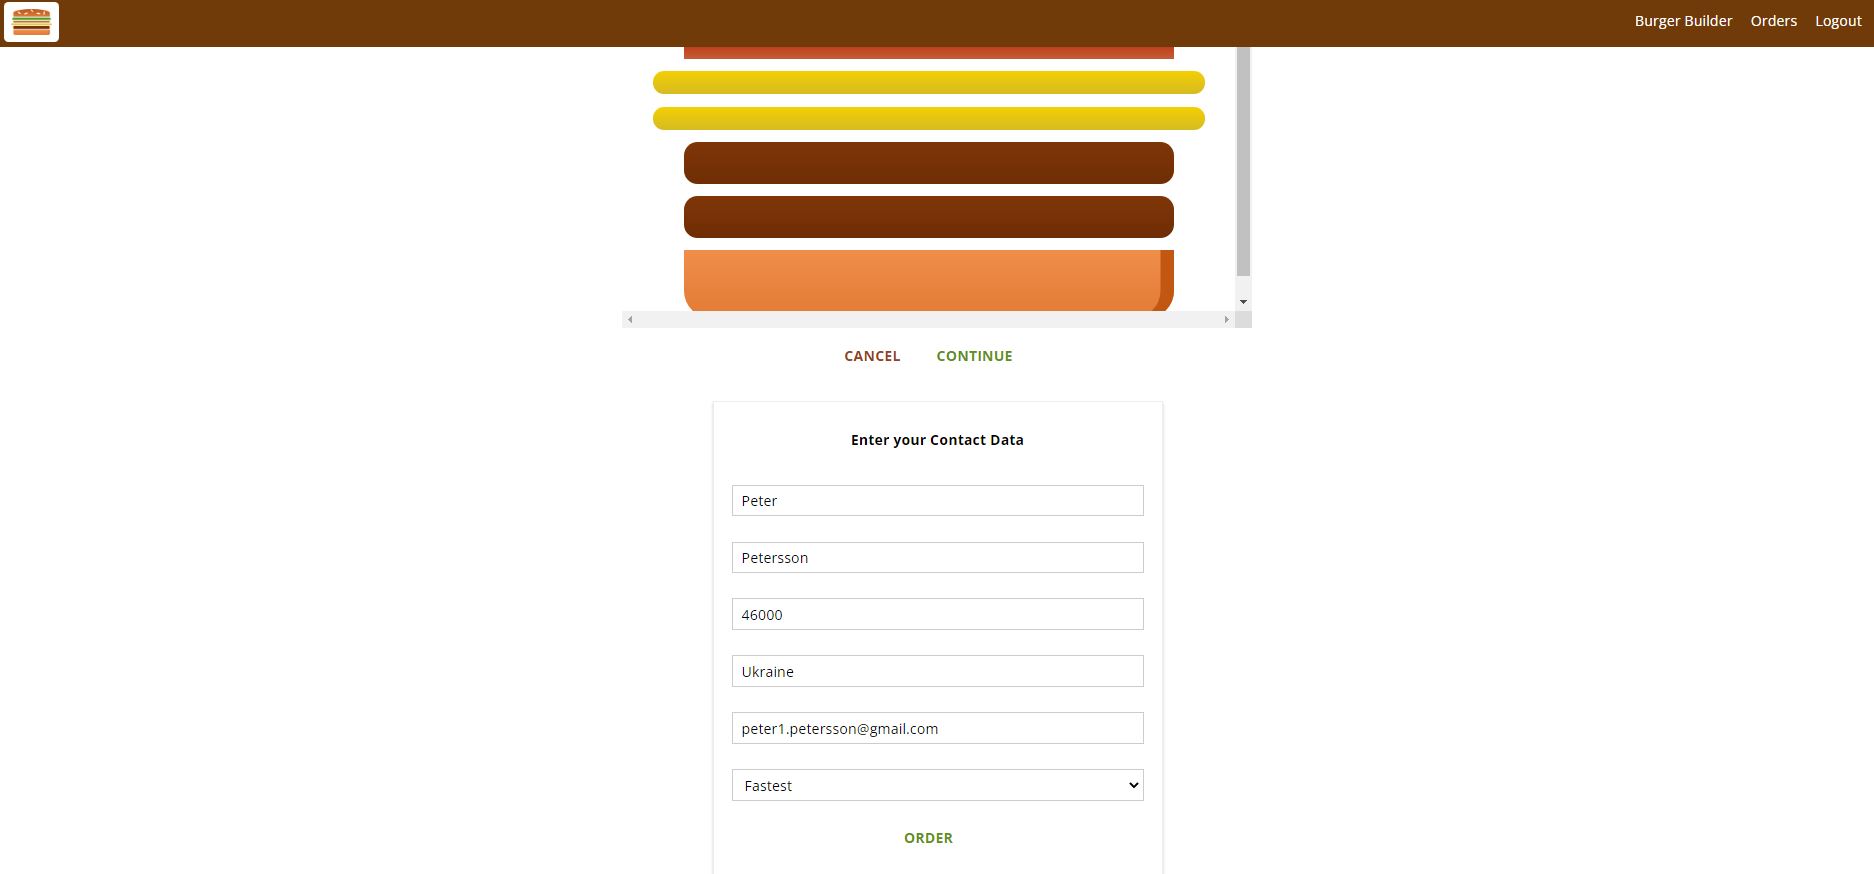 Burger Builder Orders Logout
CANCEL CONTINUE
Enter your Contact Data
Peter
Petersson
46000
Ukraine
peter1.petersson@gmail.com
Fastest
ORDER